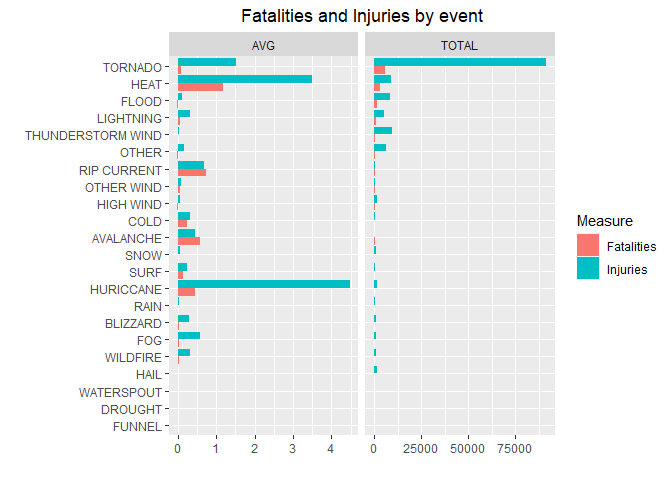 Fatalities and Injuries by event
AVG
TOTAL
TORNADO
HEAT
FLOOD
LIGHTNING
THUNDERSTORM WIND
OTHER
RIP CURRENT
OTHER WIND
HIGH WIND
COLD
AVALANCHE
SNOW
SURF
HURICCANE
RAIN
BLIZZARD
FOG
WILDFIRE
HAIL
WATERSPOUT
DROUGHT
FUNNEL
0 1 2 3 4
0 25000 50000 75000
Measure
Fatalities
Injuries